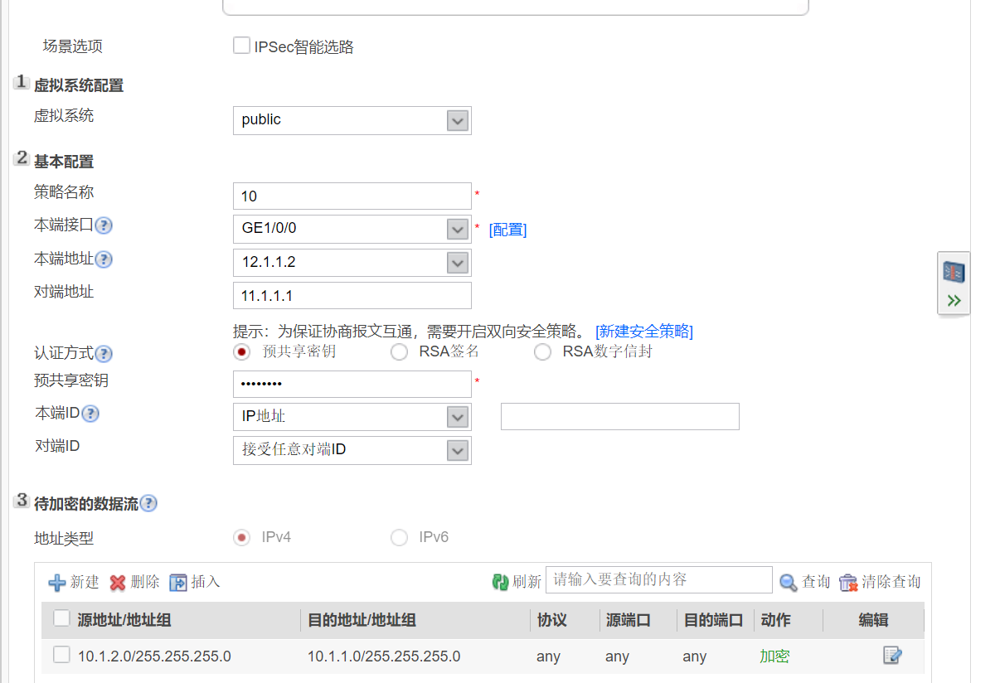 场景选项 IPSec智能选路
1 虚拟系统配置
虚拟系统 public
2 基本配置
策略名称 10 *
本端接口 ? GE1/0/0 * [配置]
本端地址 ? 12.1.1.2
对端地址 11.1.1.1
提示：为保证协商报文互通，需要开启双向安全策略。 [新建安全策略]
认证方式 ? 预共享密钥 RSA签名 RSA数字信封
预共享密钥 •••••••• *
本端ID ? IP地址
对端ID 接受任意对端ID
3 待加密的数据流 ?
地址类型 IPv4 IPv6
新建 删除 插入 刷新 请输入要查询的内容 查询 清除查询
源地址/地址组 目的地址/地址组 协议 源端口 目的端口 动作 编辑
10.1.2.0/255.255.255.0 10.1.1.0/255.255.255.0 any any any 加密